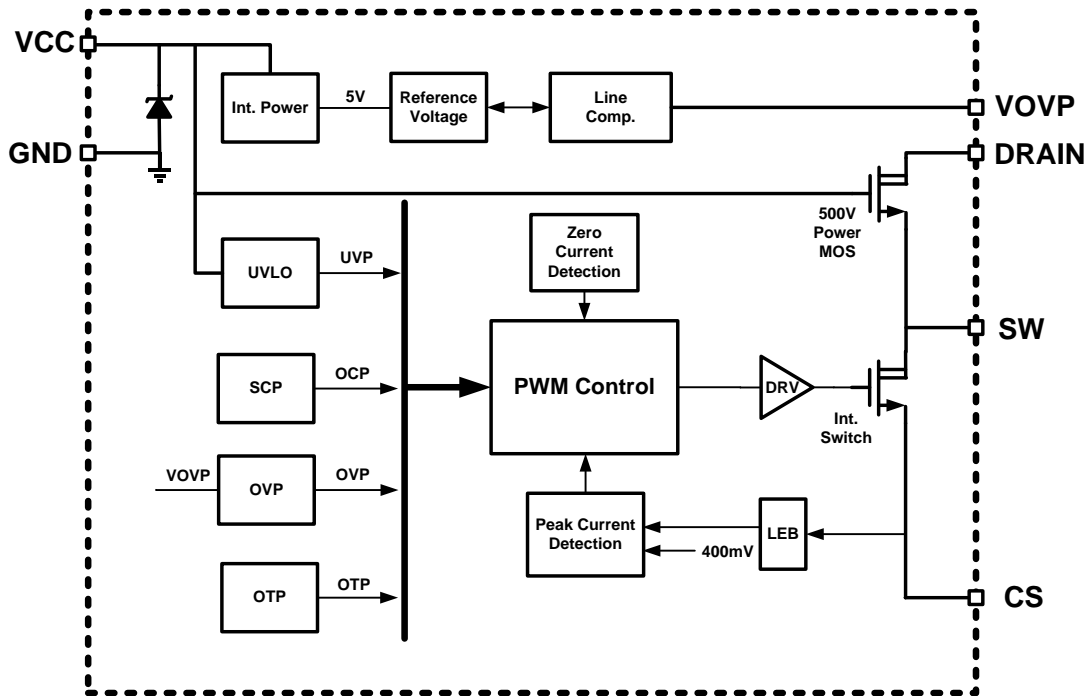 VCC
GND
VOVP
DRAIN
SW
CS
Int. Power
5V
Reference
Voltage
Line
Comp.
500V
Power
MOS
Zero
Current
Detection
UVLO
UVP
SCP
OCP
PWM Control
DRV
Int.
Switch
VOVP
OVP
OVP
Peak Current
Detection
LEB
400mV
OTP
OTP